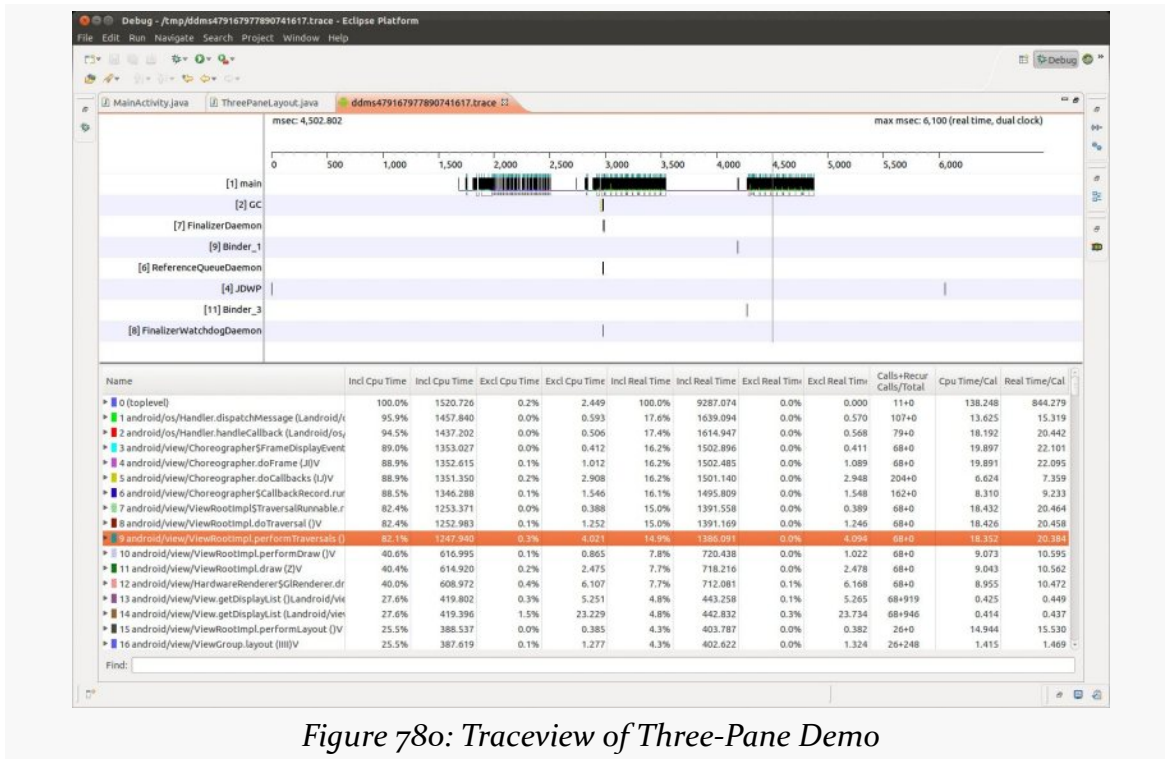 Debug - /tmp/ddms479167977890741617.trace - Eclipse Platform
File Edit Run Navigate Search Project Window Help
Debug
MainActivity.java ThreePaneLayout.java ddms479167977890741617.trace
msec: 4,502.802 max msec: 6,100 (real time, dual clock)
0 500 1,000 1,500 2,000 2,500 3,000 3,500 4,000 4,500 5,000 5,500 6,000
[1] main
[2] GC
[7] FinalizerDaemon
[9] Binder_1
[6] ReferenceQueueDaemon
[4] JDWP
[11] Binder_3
[8] FinalizerWatchdogDaemon
Name Incl Cpu Time Incl Cpu Time Excl Cpu Time Excl Cpu Time Incl Real Time Incl Real Time Excl Real Tim Excl Real Tim Calls+Recur Calls/Total Cpu Time/Cal Real Time/Cal
0 (toplevel) 100.0% 1520.726 0.2% 2.449 100.0% 9287.074 0.0% 0.000 11+0 138.248 844.279
1 android/os/Handler.dispatchMessage (Landroid/o 95.9% 1457.840 0.0% 0.593 17.6% 1639.094 0.0% 0.570 107+0 13.625 15.319
2 android/os/Handler.handleCallback (Landroid/os/ 94.5% 1437.202 0.0% 0.506 17.4% 1614.947 0.0% 0.568 79+0 18.192 20.442
3 android/view/Choreographer$FrameDisplayEvent 89.0% 1353.027 0.0% 0.412 16.2% 1502.896 0.0% 0.411 68+0 19.897 22.101
4 android/view/Choreographer.doFrame (JI)V 88.9% 1352.615 0.1% 1.012 16.2% 1502.485 0.0% 1.089 68+0 19.891 22.095
5 android/view/Choreographer.doCallbacks (IJ)V 88.9% 1351.350 0.2% 2.908 16.2% 1501.140 0.0% 2.948 204+0 6.624 7.359
6 android/view/Choreographer$CallbackRecord.rur 88.5% 1346.288 0.1% 1.546 16.1% 1495.809 0.0% 1.548 162+0 8.310 9.233
7 android/view/ViewRootImpl$TraversalRunnable.r 82.4% 1253.371 0.0% 0.388 15.0% 1391.558 0.0% 0.389 68+0 18.432 20.464
8 android/view/ViewRootImpl.doTraversal ()V 82.4% 1252.983 0.1% 1.252 15.0% 1391.169 0.0% 1.246 68+0 18.426 20.458
9 android/view/ViewRootImpl.performTraversals () 82.1% 1247.940 0.3% 4.021 14.9% 1386.091 0.0% 4.094 68+0 18.352 20.384
10 android/view/ViewRootImpl.performDraw ()V 40.6% 616.995 0.1% 0.865 7.8% 720.438 0.0% 1.022 68+0 9.073 10.595
11 android/view/ViewRootImpl.draw (Z)V 40.4% 614.920 0.2% 2.475 7.7% 718.216 0.0% 2.478 68+0 9.043 10.562
12 android/view/HardwareRenderer$GlRenderer.dr 40.0% 608.972 0.4% 6.107 7.7% 712.081 0.1% 6.168 68+0 8.955 10.472
13 android/view/View.getDisplayList ()Landroid/vie 27.6% 419.802 0.3% 5.251 4.8% 443.258 0.1% 5.265 68+919 0.425 0.449
14 android/view/View.getDisplayList (Landroid/viev 27.6% 419.396 1.5% 23.229 4.8% 442.832 0.3% 23.734 68+946 0.414 0.437
15 android/view/ViewRootImpl.performLayout ()V 25.5% 388.537 0.0% 0.385 4.3% 403.787 0.0% 0.382 26+0 14.944 15.530
16 android/view/ViewGroup.layout (IIII)V 25.5% 387.619 0.1% 1.277 4.3% 402.622 0.0% 1.324 26+248 1.415 1.469
Find:
Figure 780: Traceview of Three-Pane Demo